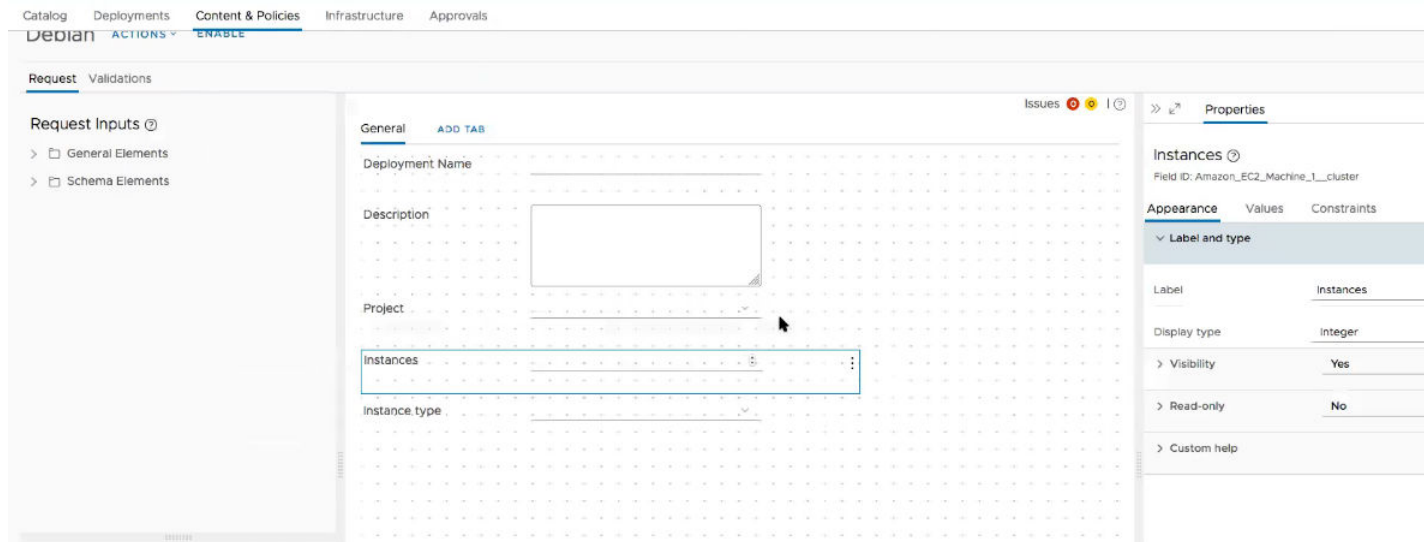 Catalog Deployments Content & Policies Infrastructure Approvals
Debian ACTIONS ENABLE
Request Validations
Request Inputs
General Elements
Schema Elements
Issues 0 0
General ADD TAB
Deployment Name
Description
Project
Instances
Instance type
Properties
Instances
Field ID: Amazon_EC2_Machine_1__cluster
Appearance Values Constraints
Label and type
Label Instances
Display type Integer
Visibility Yes
Read-only No
Custom help